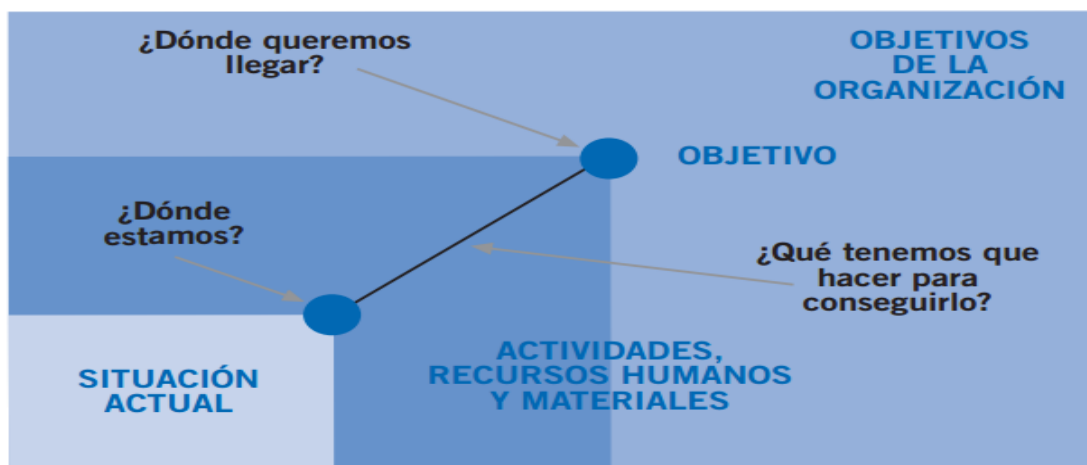 ¿Dónde queremos
llegar?
OBJETIVOS
DE LA
ORGANIZACIÓN
OBJETIVO
¿Dónde
estamos?
¿Qué tenemos que
hacer para
conseguirlo?
SITUACIÓN
ACTUAL
ACTIVIDADES,
RECURSOS HUMANOS
Y MATERIALES